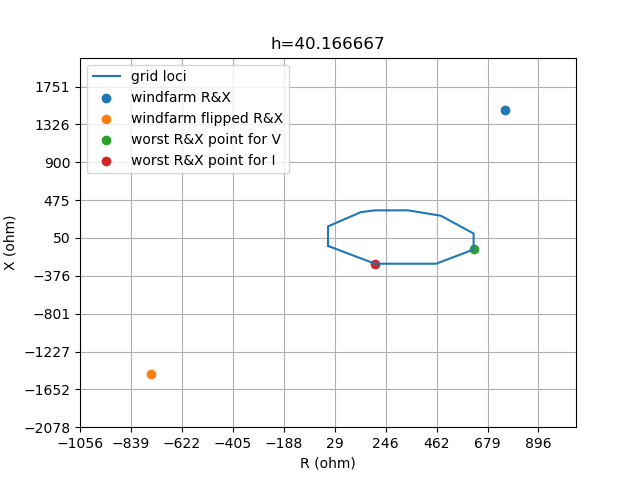 h=40.166667
grid loci
windfarm R&X
windfarm flipped R&X
worst R&X point for V
worst R&X point for I
1751
1326
900
475
50
−376
−801
−1227
−1652
−2078
X (ohm)
−1056 −839 −622 −405 −188 29 246 462 679 896
R (ohm)